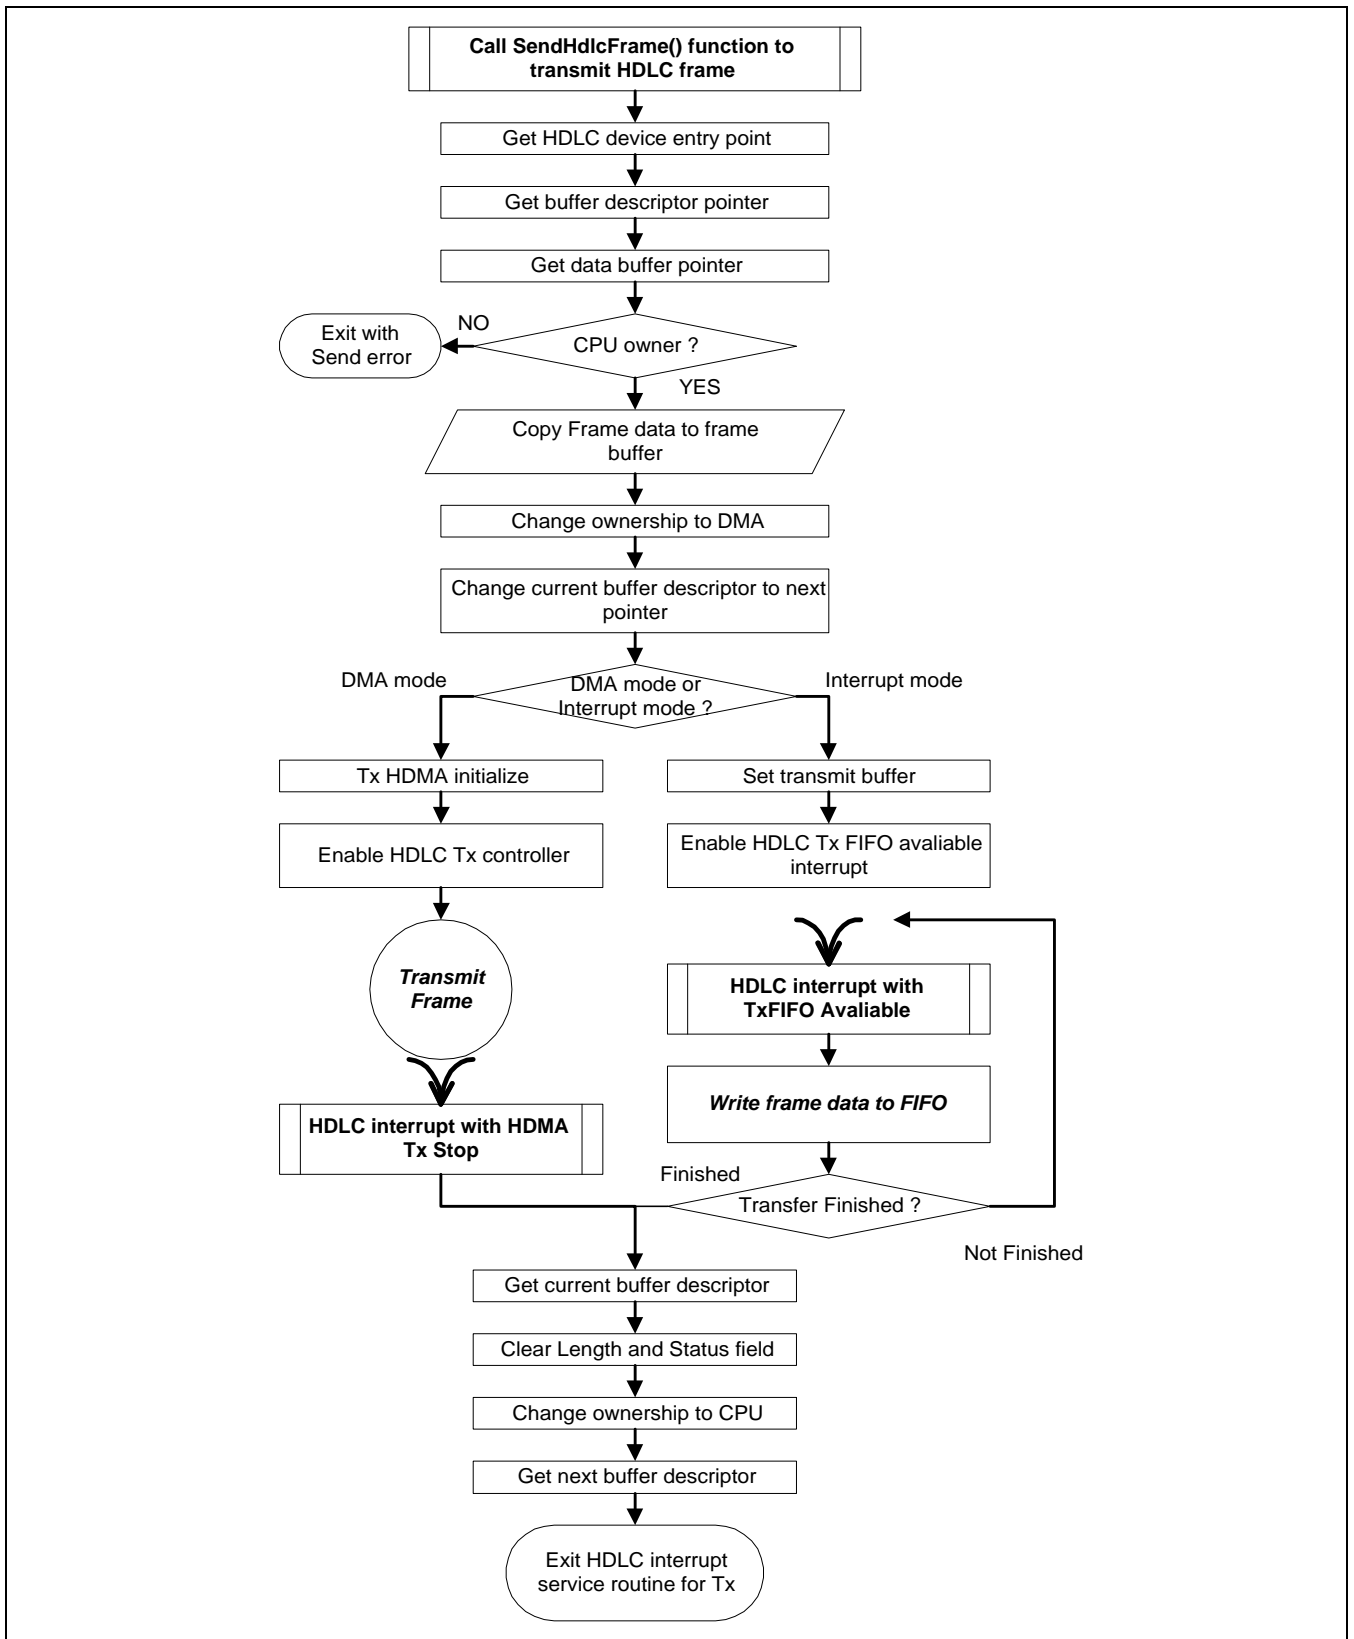 Call SendHdlcFrame() function to
transmit HDLC frame
Get HDLC device entry point
Get buffer descriptor pointer
Get data buffer pointer
Exit with
Send error
NO
CPU owner ?
YES
Copy Frame data to frame
buffer
Change ownership to DMA
Change current buffer descriptor to next
pointer
DMA mode
DMA mode or
Interrupt mode ?
Interrupt mode
Tx HDMA initialize
Set transmit buffer
Enable HDLC Tx controller
Enable HDLC Tx FIFO avaliable
interrupt
Transmit
Frame
HDLC interrupt with
TxFIFO Avaliable
Write frame data to FIFO
HDLC interrupt with HDMA
Tx Stop
Finished
Transfer Finished ?
Not Finished
Get current buffer descriptor
Clear Length and Status field
Change ownership to CPU
Get next buffer descriptor
Exit HDLC interrupt
service routine for Tx